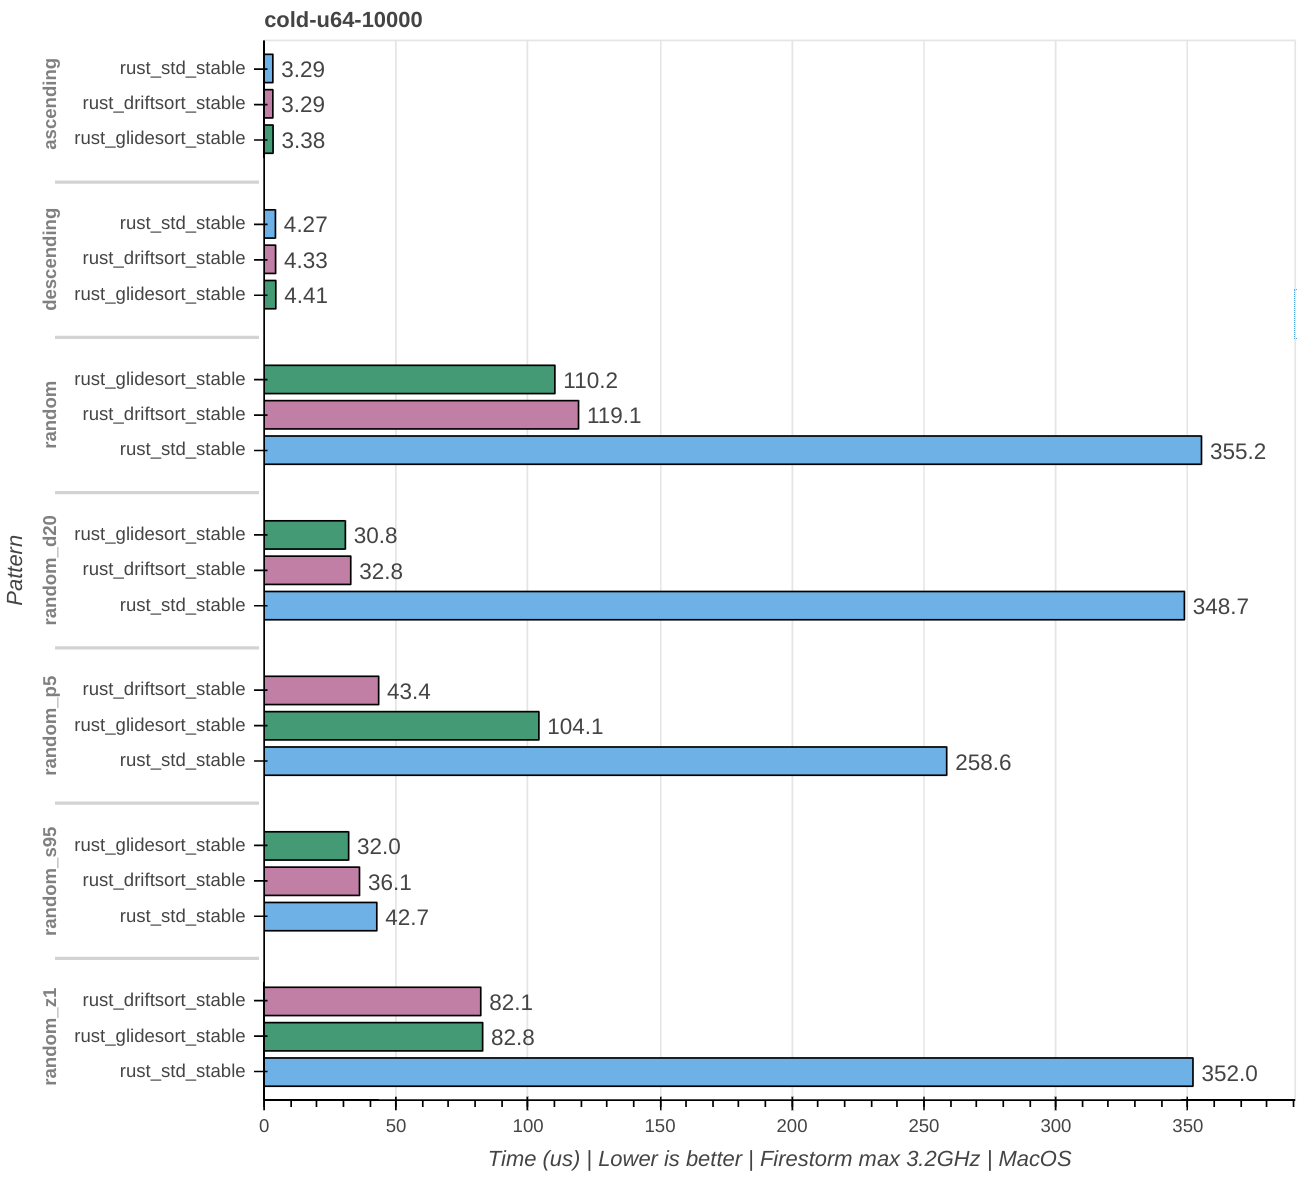 cold-u64-10000
Pattern
ascending
rust_std_stable 3.29
rust_driftsort_stable 3.29
rust_glidesort_stable 3.38
descending
rust_std_stable 4.27
rust_driftsort_stable 4.33
rust_glidesort_stable 4.41
random
rust_glidesort_stable 110.2
rust_driftsort_stable 119.1
rust_std_stable 355.2
random_d20
rust_glidesort_stable 30.8
rust_driftsort_stable 32.8
rust_std_stable 348.7
random_p5
rust_driftsort_stable 43.4
rust_glidesort_stable 104.1
rust_std_stable 258.6
random_s95
rust_glidesort_stable 32.0
rust_driftsort_stable 36.1
rust_std_stable 42.7
random_z1
rust_driftsort_stable 82.1
rust_glidesort_stable 82.8
rust_std_stable 352.0
0 50 100 150 200 250 300 350
Time (us) | Lower is better | Firestorm max 3.2GHz | MacOS